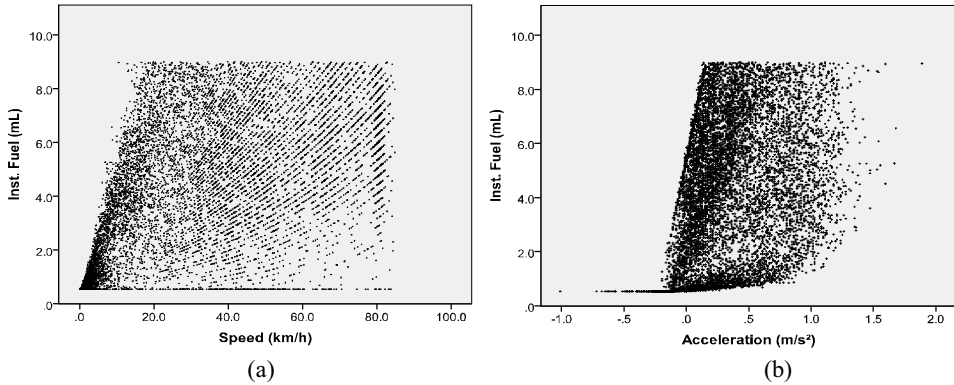 10.0
8.0
6.0
4.0
2.0
.0
Inst. Fuel (mL)
.0 20.0 40.0 60.0 80.0 100.0
Speed (km/h)
(a)
10.0
8.0
6.0
4.0
2.0
.0
Inst. Fuel (mL)
-1.0 -.5 .0 .5 1.0 1.5 2.0
Acceleration (m/s²)
(b)